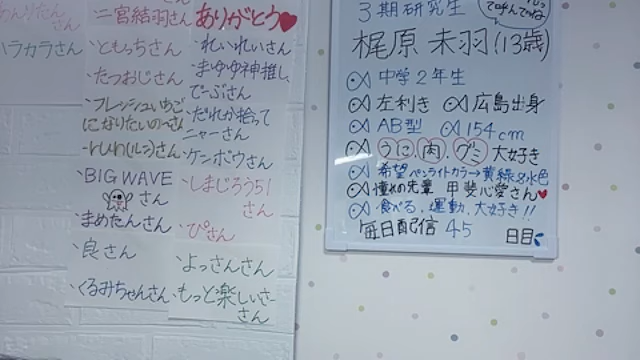 ハラカラさん
・二宮結羽さん
・ともっちさん
・たつおじさん
・フレッシュいちご
になりたいの〜さん
・BIG WAVE
さん
・まめたんさん
・良さん
・くるみちゃんさん
ありがとう♥
・れいれいさん
・まゆゆ神推し
でーぶさん
・だれか拾って
ニャーさん
・ケンボウさん
・しまじろう51
さん
・ぴさん
・よっさんさん
・もっと楽しいさー
さん
3期研究生
梶原 未羽(13歳)
中学2年生
左利き 広島出身
AB型 154cm
うに.肉.グミ 大好き
希望ペンライトカラー→黄緑&水色
憧れの先輩 甲斐心愛さん♥
食べる、運動、大好き!!
毎日配信 45 日目